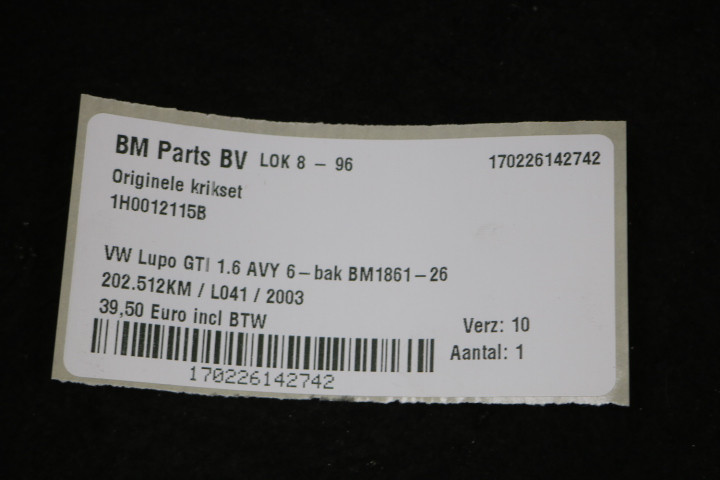 BM Parts BV LOK 8 - 96 170226142742
Originele krikset
1H0012115B
VW Lupo GTI 1.6 AVY 6-bak BM1861-26
202.512KM / L041 / 2003
39,50 Euro incl BTW Verz: 10
Aantal: 1
170226142742